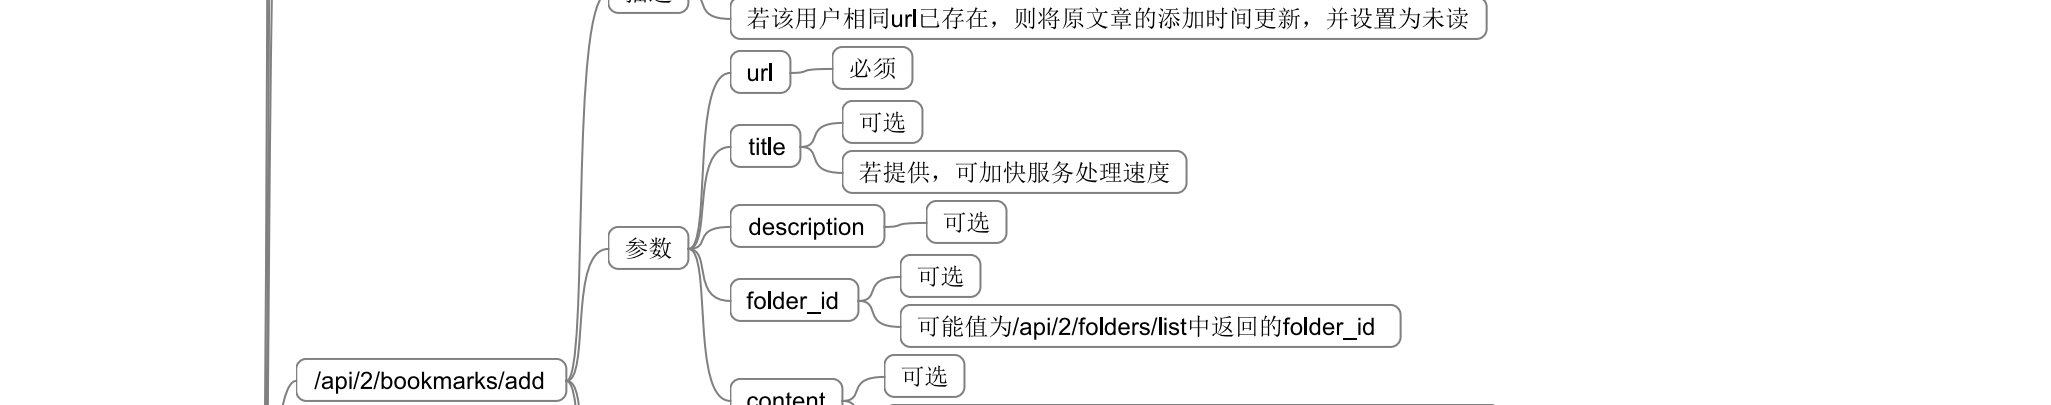 若该用户相同url已存在，则将原文章的添加时间更新，并设置为未读
url
必须
title
可选
若提供，可加快服务处理速度
description
可选
参数
folder_id
可选
可能值为/api/2/folders/list中返回的folder_id
/api/2/bookmarks/add
content
可选